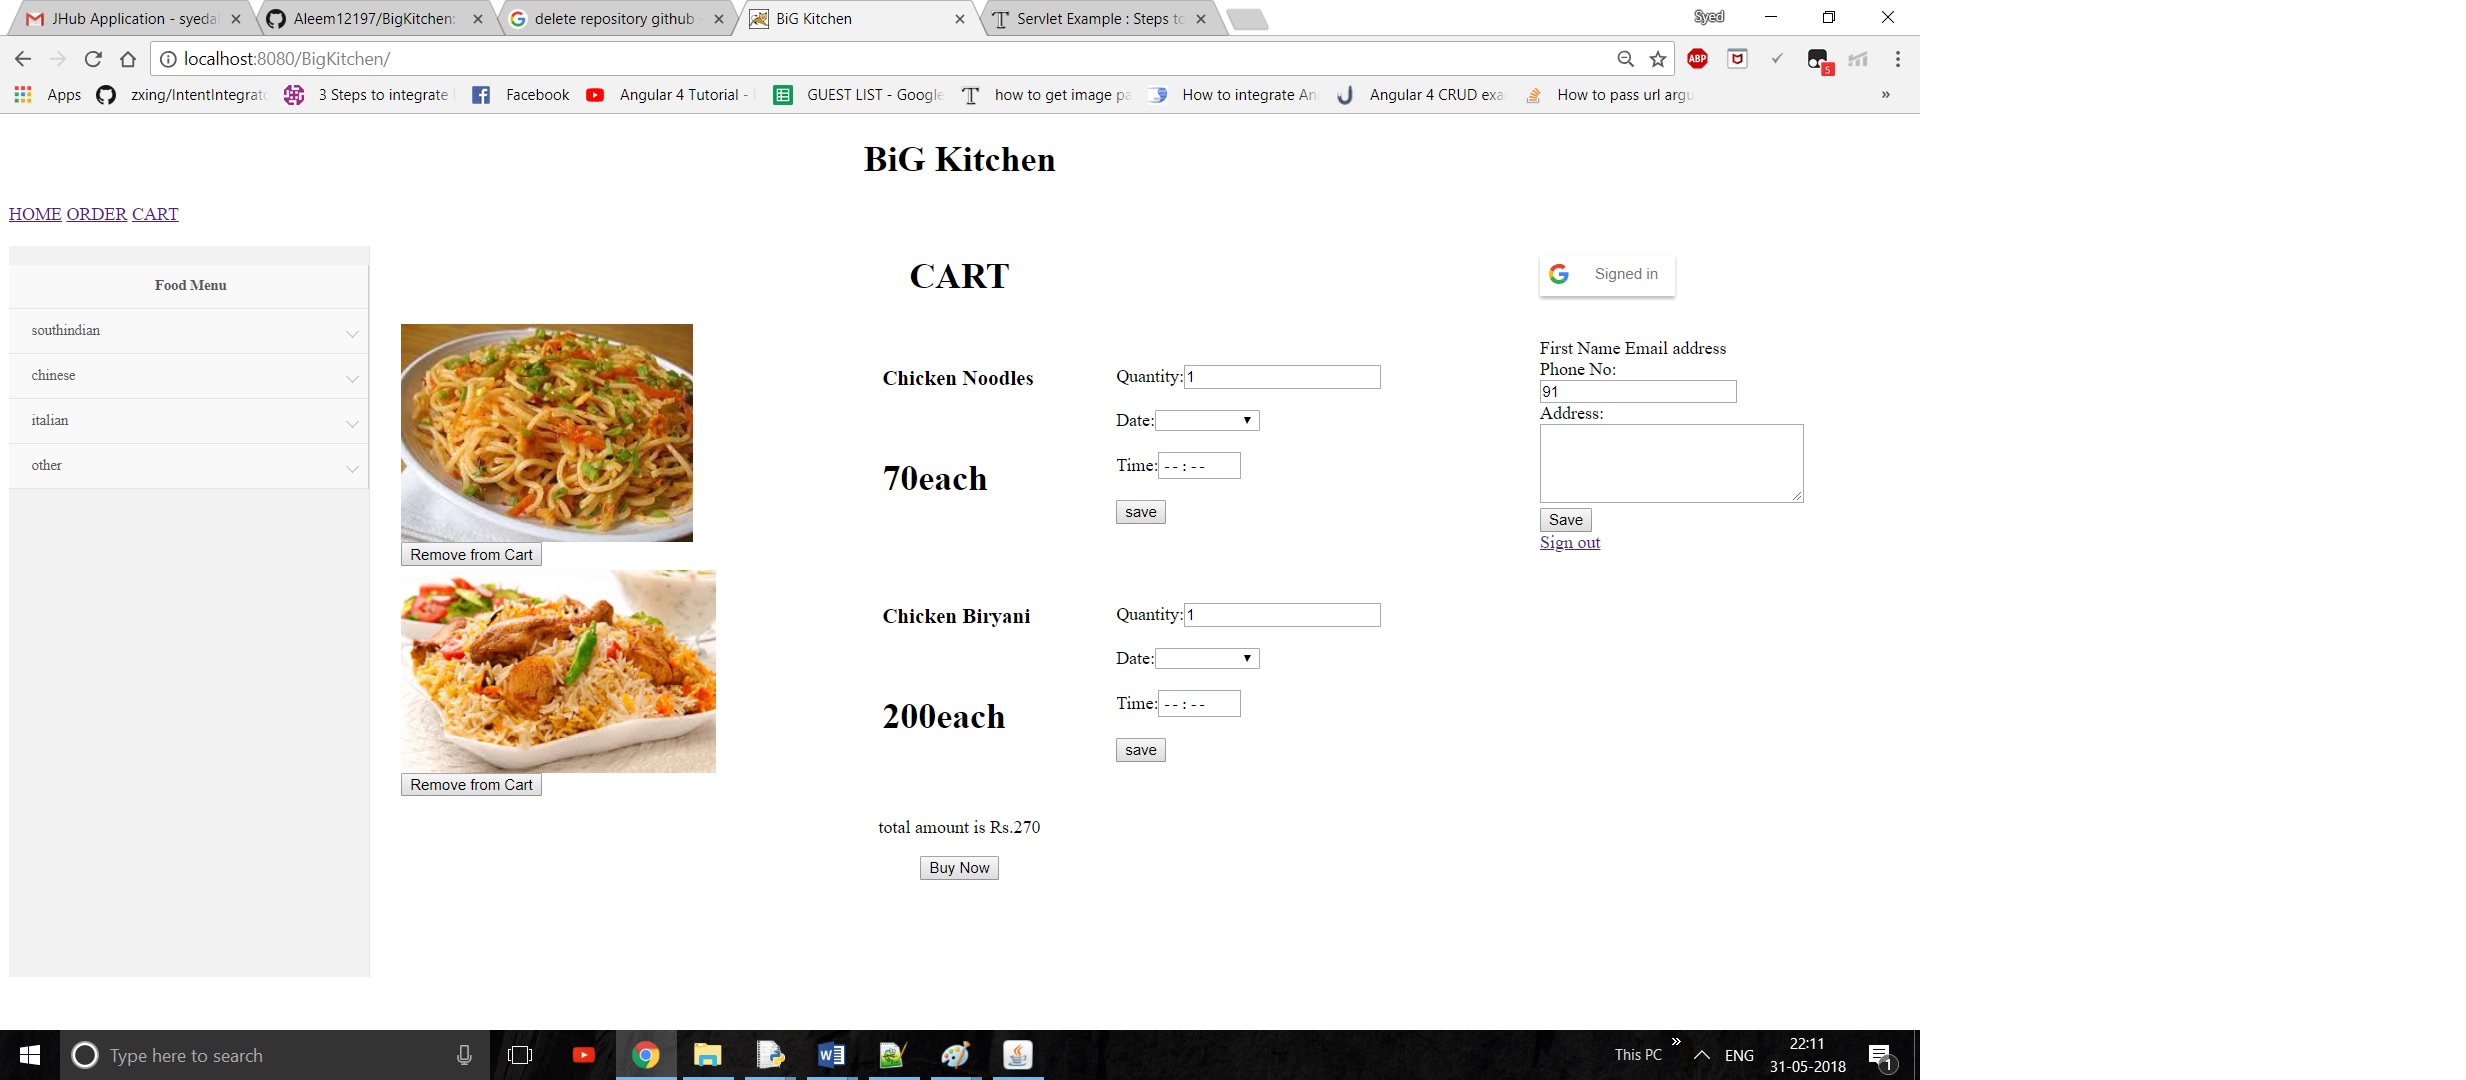 JHub Application - syeda
Aleem12197/BigKitchen:
delete repository github
BiG Kitchen
Servlet Example : Steps to
Syed
localhost:8080/BigKitchen/
ABP
5
Apps
zxing/IntentIntegrato
3 Steps to integrate
Facebook
Angular 4 Tutorial -
GUEST LIST - Google
how to get image pa
How to integrate An
Angular 4 CRUD exa
How to pass url argu
»
BiG Kitchen
HOME ORDER CART
Food Menu
southindian
chinese
italian
other
CART
Chicken Noodles
70each
Quantity:1
Date:
Time: --:--
save
Remove from Cart
Chicken Biryani
200each
Quantity:1
Date:
Time: --:--
save
Remove from Cart
total amount is Rs.270
Buy Now
Signed in
First Name Email address
Phone No:
91
Address:
Save
Sign out
Type here to search
This PC
»
ENG
22:11
31-05-2018
1